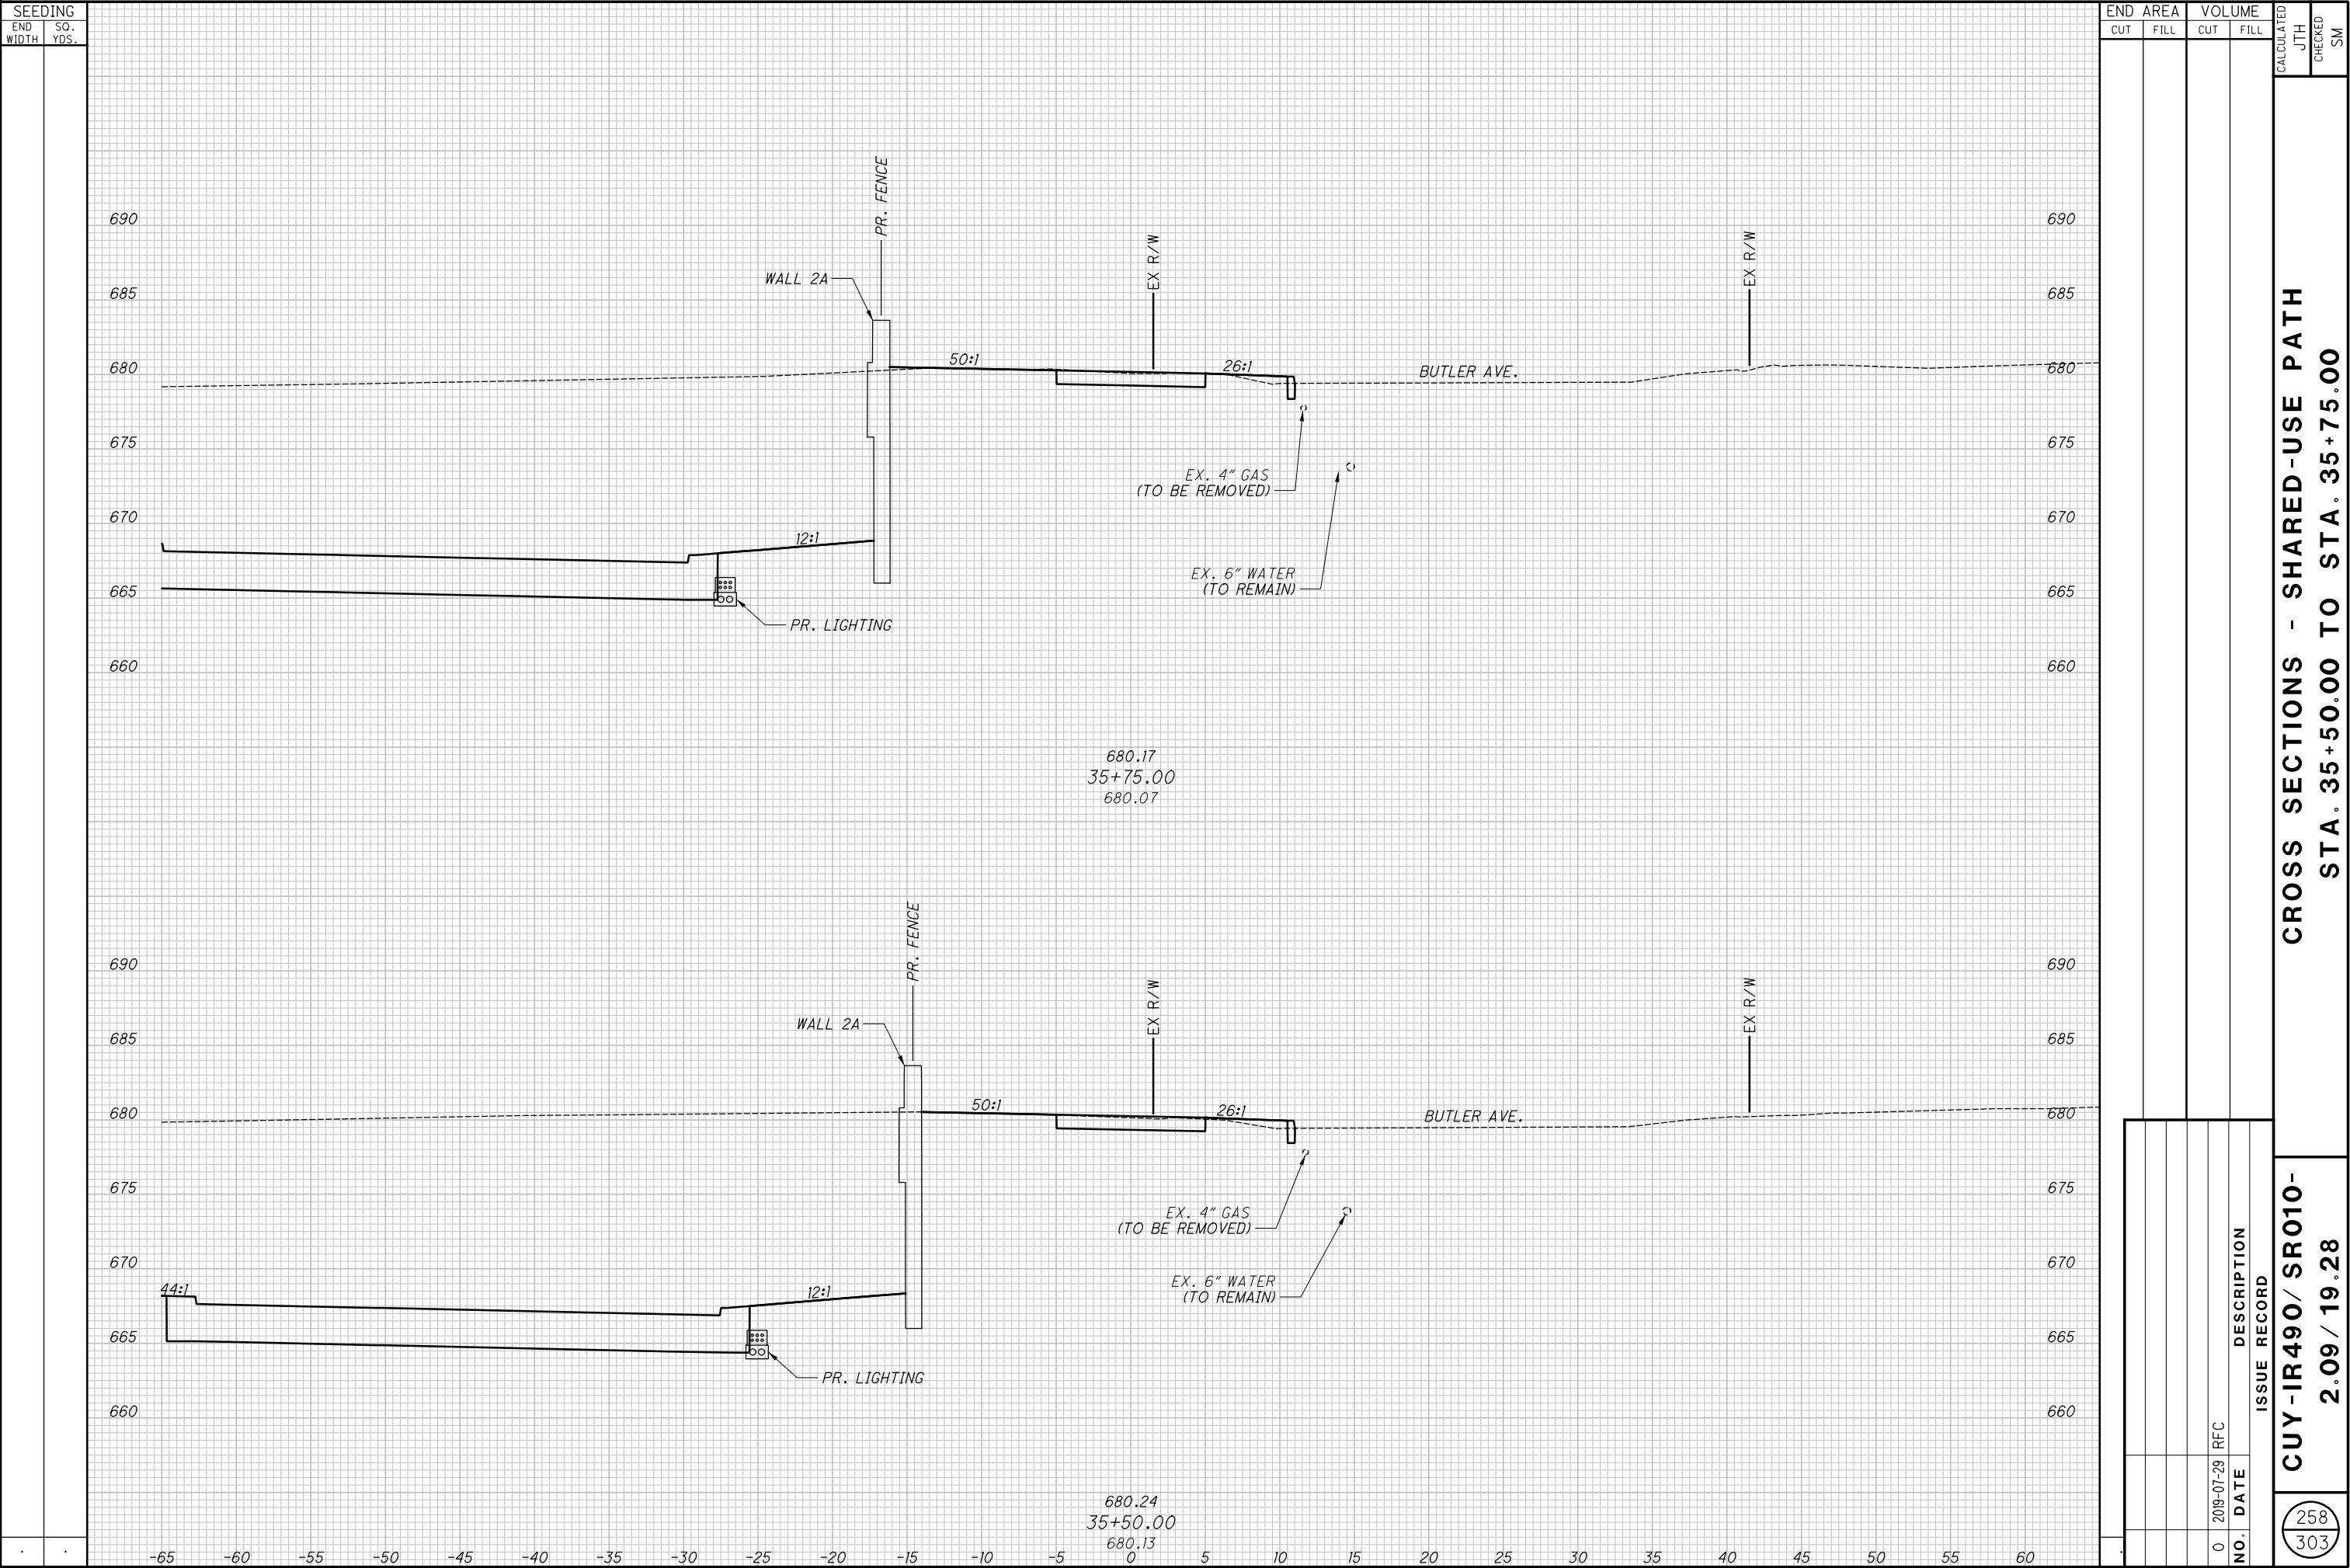 SEEDING
END WIDTH
SQ. YDS.
END AREA
VOLUME
CUT
FILL
CUT
FILL
CALCULATED
JTH
CHECKED
SM
PR. FENCE
690
690
EX R/W
EX R/W
WALL 2A
685
685
680
50:1
26:1
BUTLER AVE.
680
675
675
EX. 4" GAS
(TO BE REMOVED)
670
670
12:1
EX. 6" WATER
(TO REMAIN)
665
665
PR. LIGHTING
660
660
680.17
35+75.00
680.07
PR. FENCE
690
690
EX R/W
EX R/W
WALL 2A
685
685
680
50:1
26:1
BUTLER AVE.
680
675
675
EX. 4" GAS
(TO BE REMOVED)
670
670
44:1
12:1
EX. 6" WATER
(TO REMAIN)
665
665
PR. LIGHTING
660
660
680.24
35+50.00
680.13
-65 -60 -55 -50 -45 -40 -35 -30 -25 -20 -15 -10 -5 0 5 10 15 20 25 30 35 40 45 50 55 60
CROSS SECTIONS - SHARED-USE PATH
STA. 35+50.00 TO STA. 35+75.00
CUY-IR490/SR010-
2.09/19.28
0 2019-07-29 RFC
NO. DATE DESCRIPTION
ISSUE RECORD
258
303